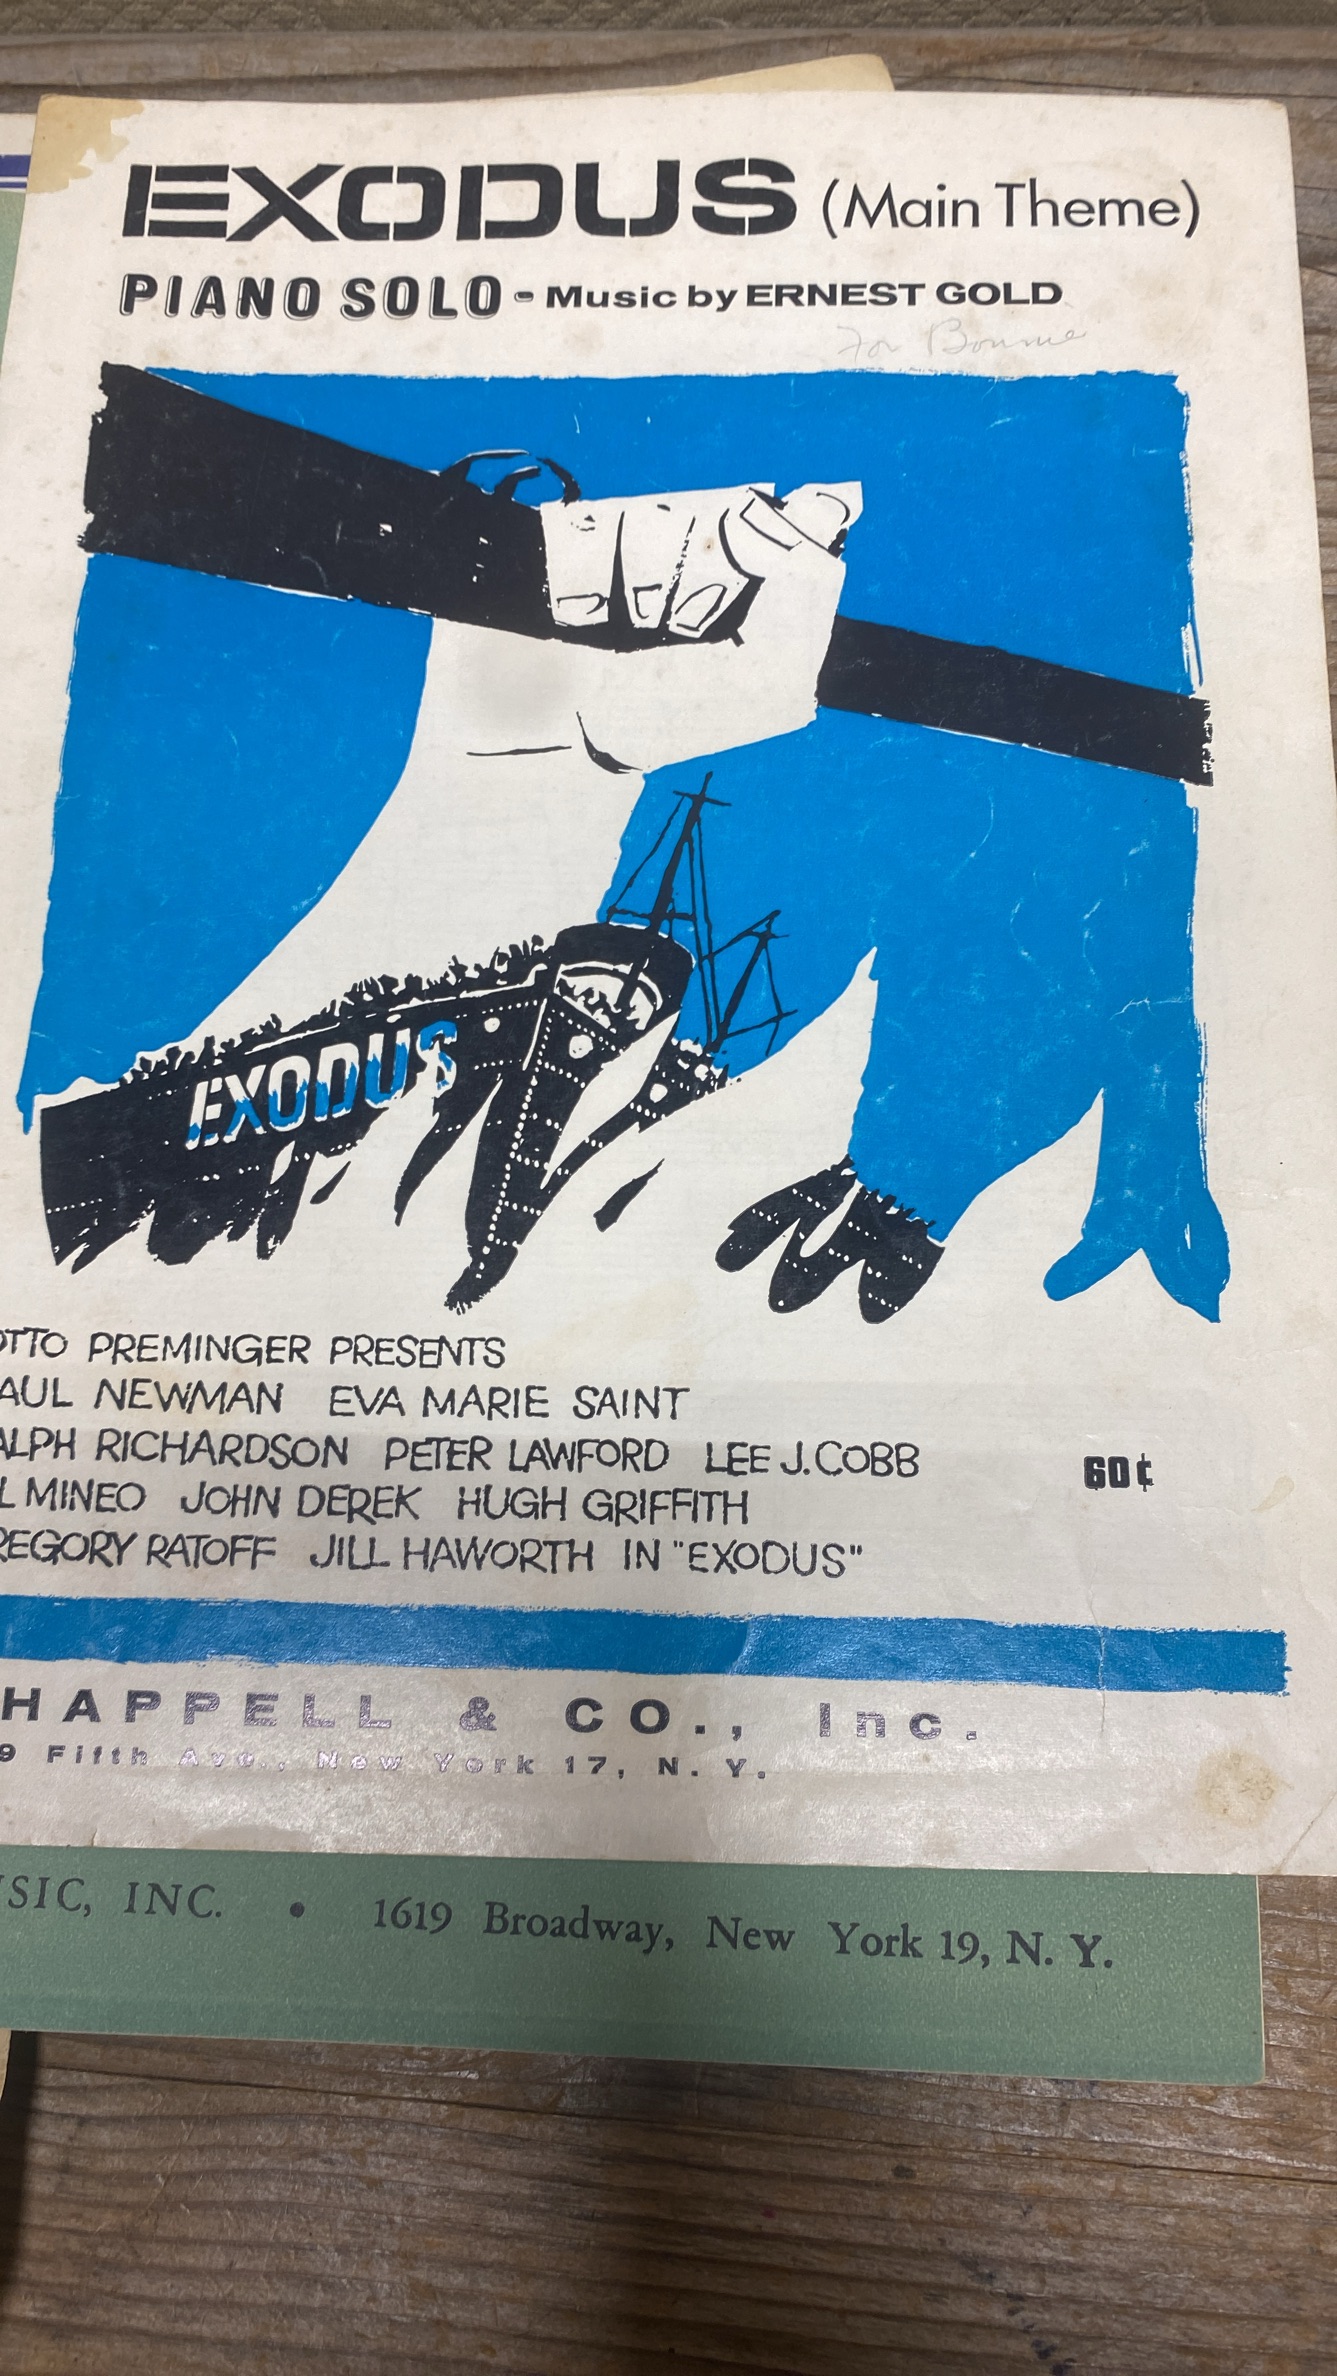 EXODUS (Main Theme)
PIANO SOLO - Music by ERNEST GOLD
For Bonnie
EXODUS
OTTO PREMINGER PRESENTS
AUL NEWMAN EVA MARIE SAINT
ALPH RICHARDSON PETER LAWFORD LEE J. COBB
60¢
L MINEO JOHN DEREK HUGH GRIFFITH
REGORY RATOFF JILL HAWORTH IN "EXODUS"
HAPPELL & CO., Inc.
9 Fifth Ave., New York 17, N. Y.
USIC, INC. • 1619 Broadway, New York 19, N. Y.